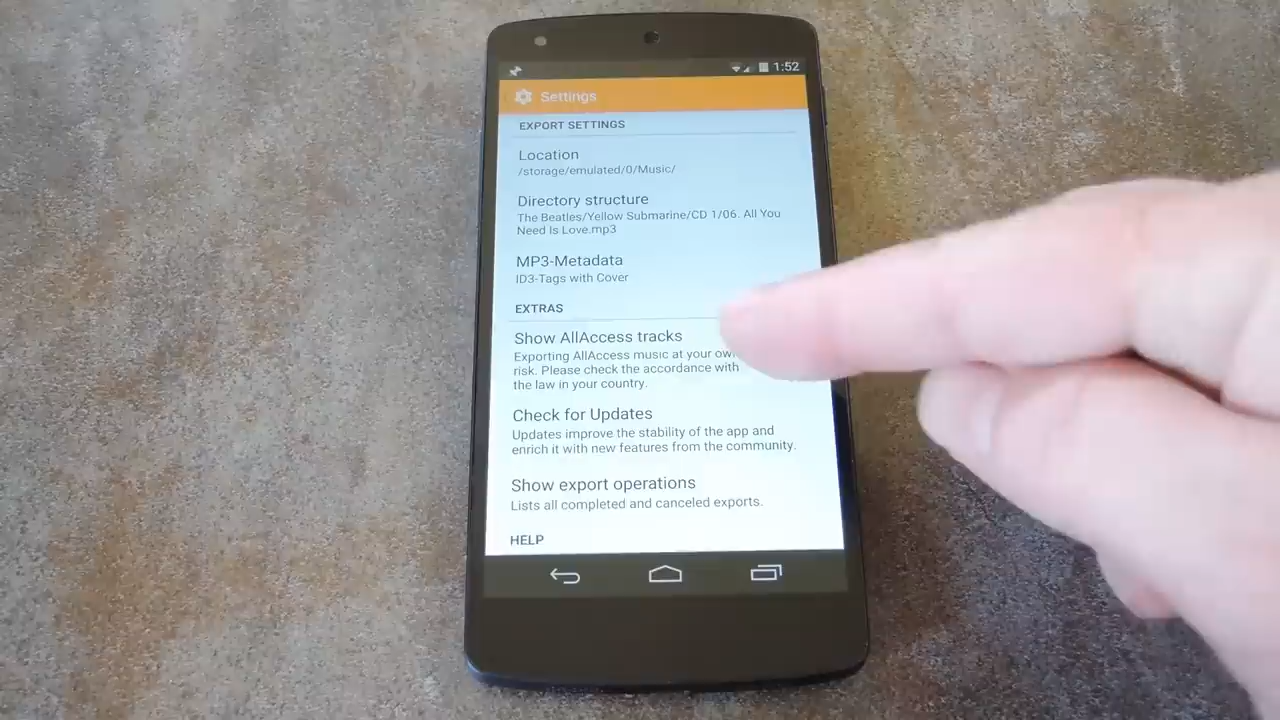 1:52
Settings
EXPORT SETTINGS
Location
/storage/emulated/0/Music/
Directory structure
The Beatles/Yellow Submarine/CD 1/06. All You
Need Is Love.mp3
MP3-Metadata
ID3-Tags with Cover
EXTRAS
Show AllAccess tracks
Exporting AllAccess music at your own
risk. Please check the accordance with
the law in your country.
Check for Updates
Updates improve the stability of the app and
enrich it with new features from the community.
Show export operations
Lists all completed and canceled exports.
HELP